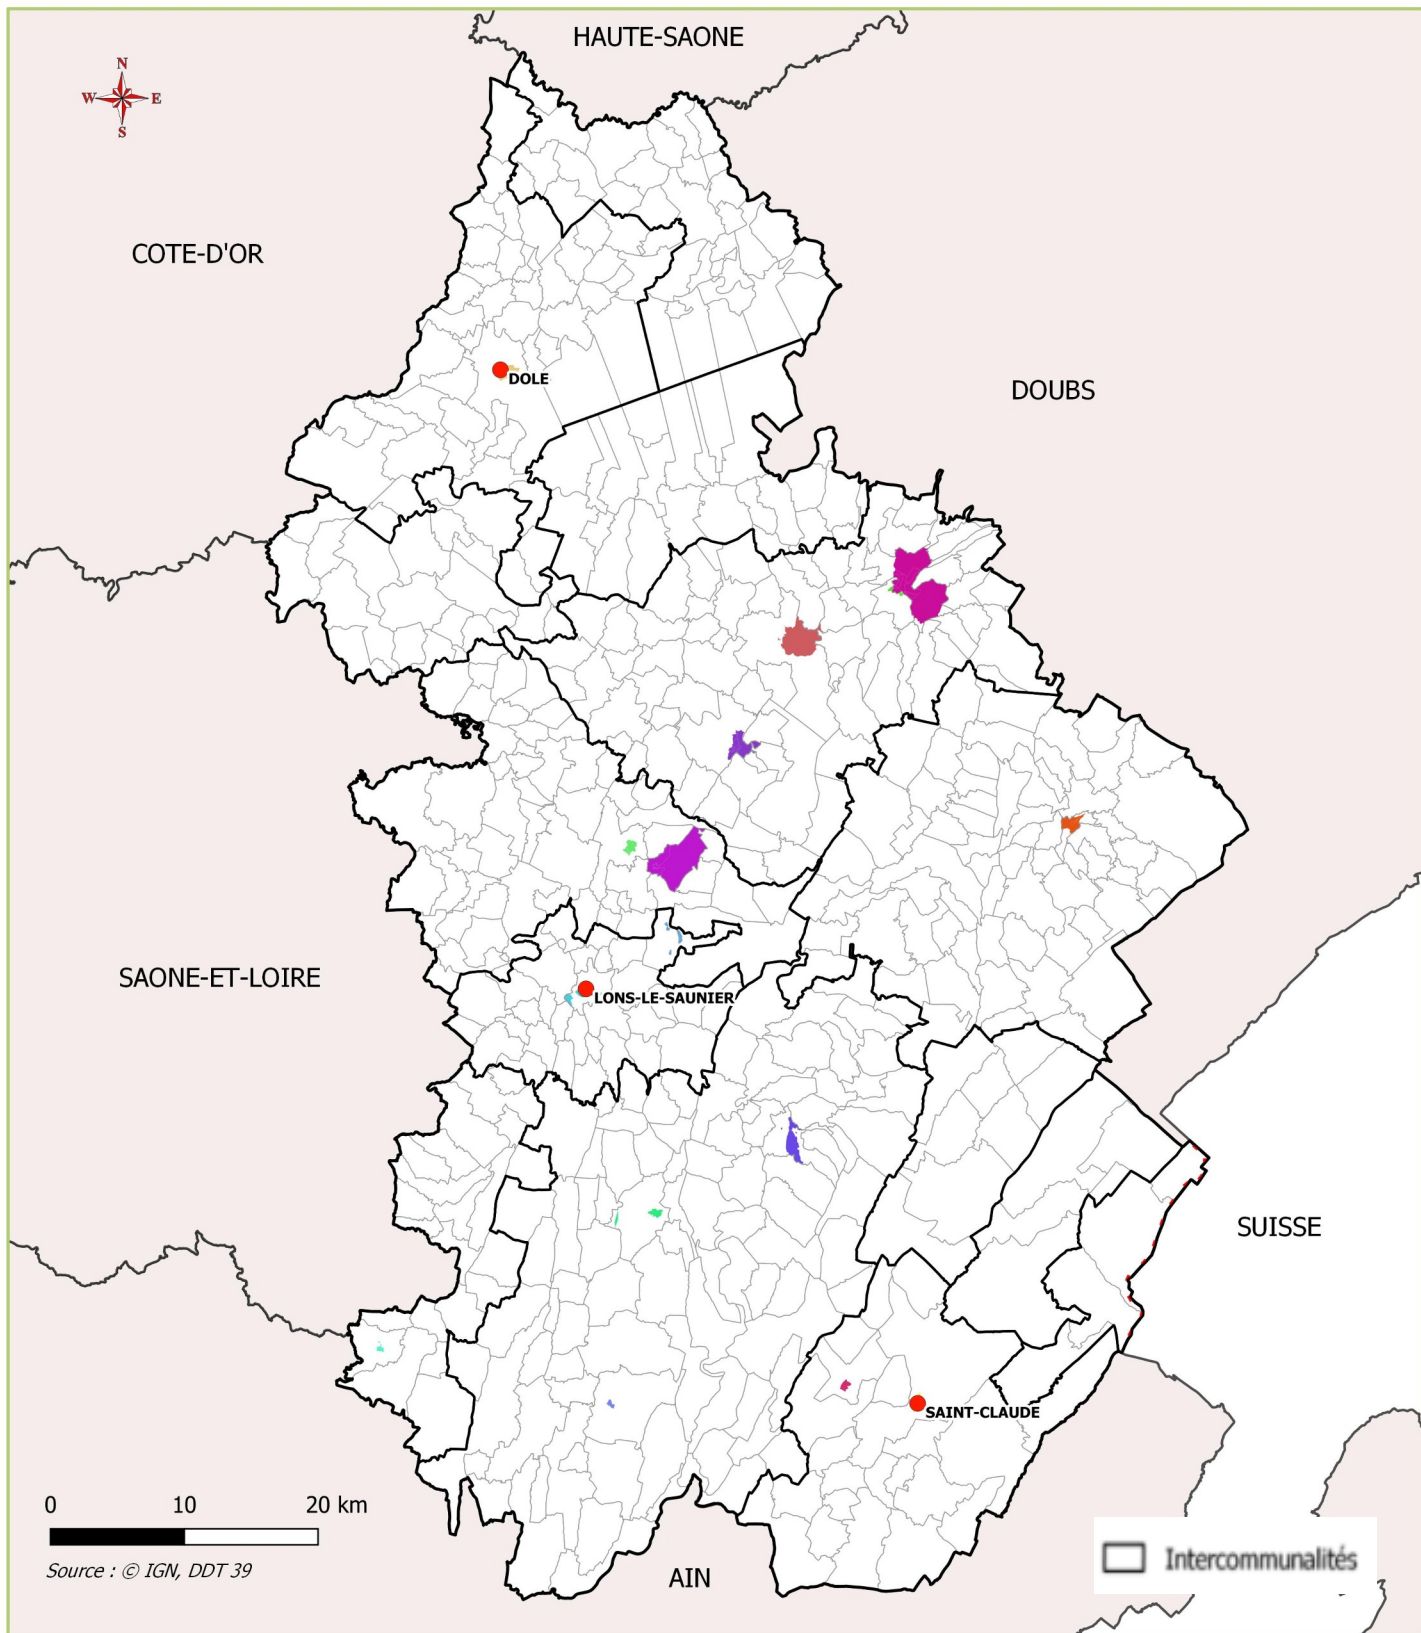 HAUTE-SAONE
N
W E
S
COTE-D'OR
DOLE
DOUBS
SAONE-ET-LOIRE
LONS-LE-SAUNIER
SUISSE
SAINT-CLAUDE
0 10 20 km
Source : © IGN, DDT 39
AIN
Intercommunalités